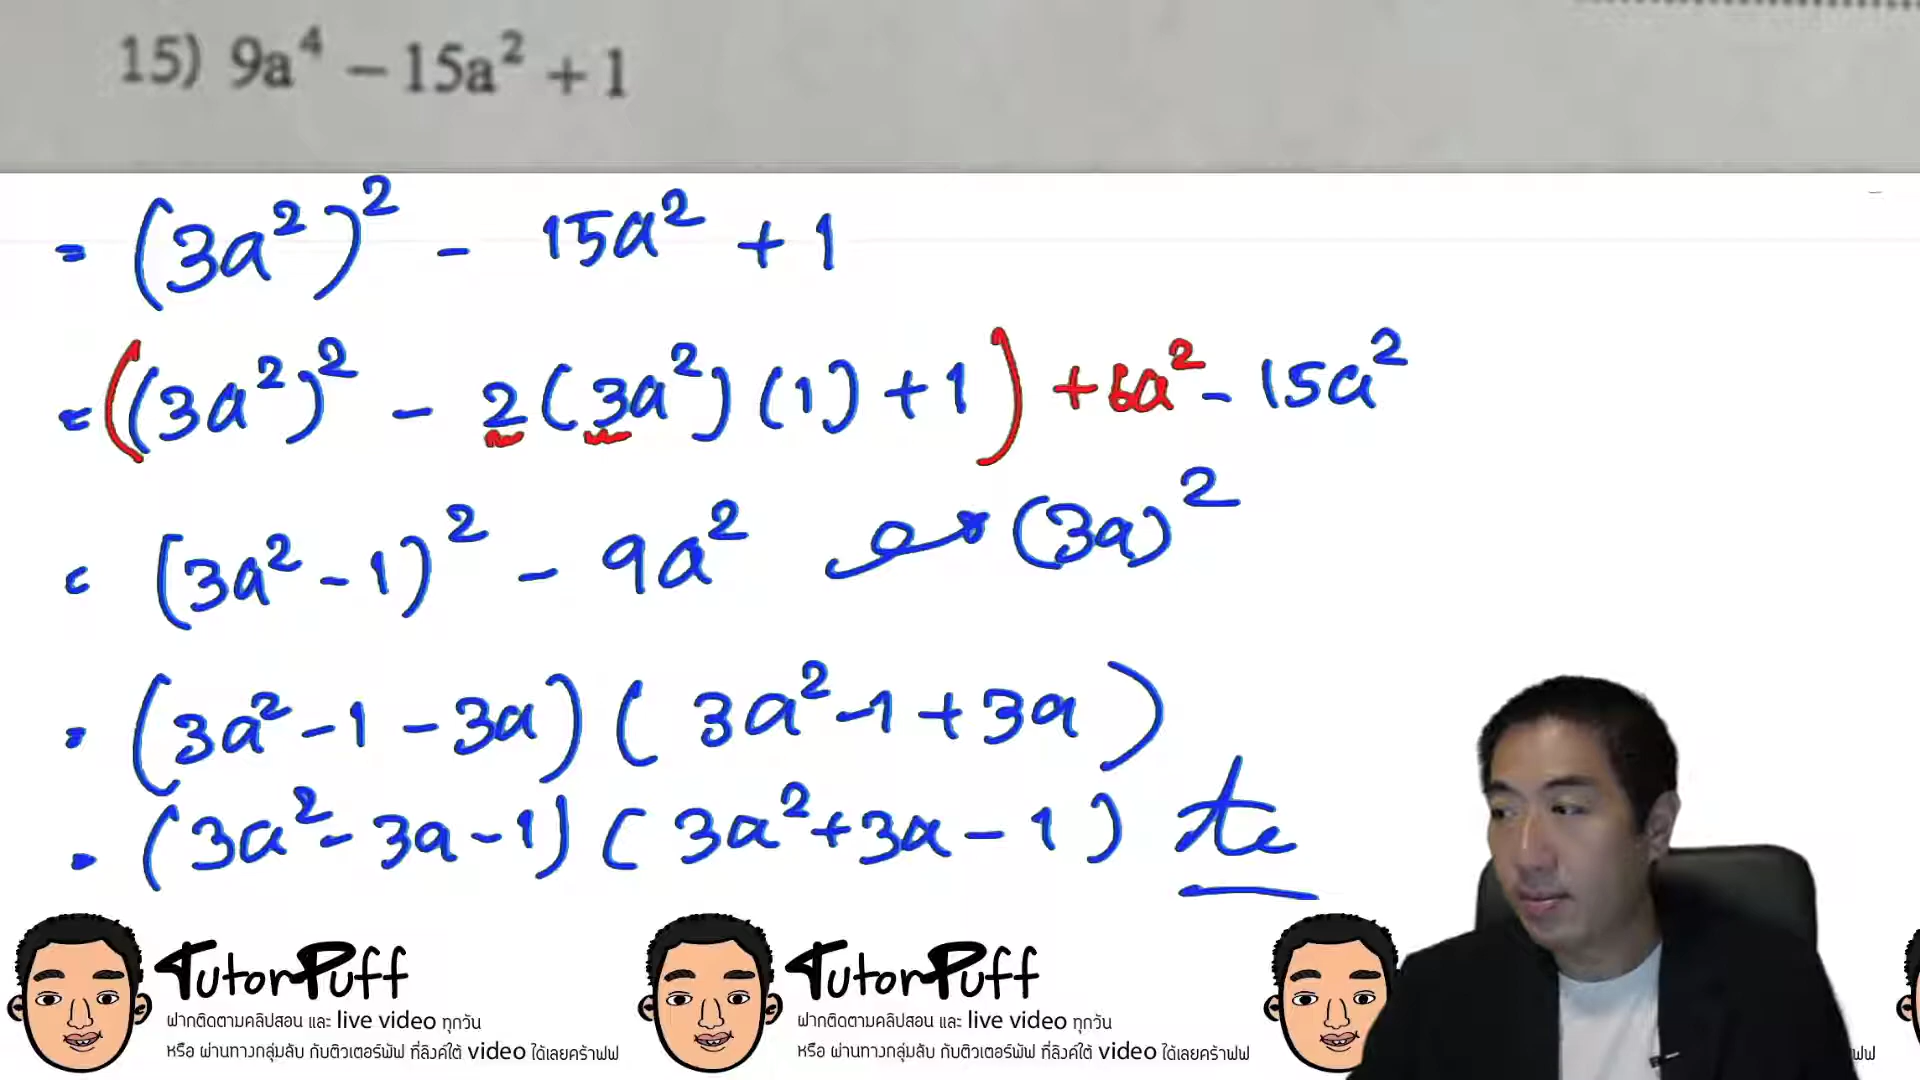 15) 9a⁴ − 15a² + 1
= (3a²)² - 15a² + 1
= ((3a²)² - 2(3a²)(1) + 1) + 6a² - 15a²
= (3a² - 1)² - 9a² (3a)²
= (3a² - 1 - 3a)(3a² - 1 + 3a)
= (3a² - 3a - 1)(3a² + 3a - 1)
TutorPuff
ฝากติดตามคลิปสอน และ live video ทุกวัน
หรือ ผ่านทางกลุ่มลับ กับติวเตอร์พัฟ ที่ลิงค์ใต้ video ได้เลยคร้าฟฟ
TutorPuff
ฝากติดตามคลิปสอน และ live video ทุกวัน
หรือ ผ่านทางกลุ่มลับ กับติวเตอร์พัฟ ที่ลิงค์ใต้ video ได้เลยคร้าฟฟ